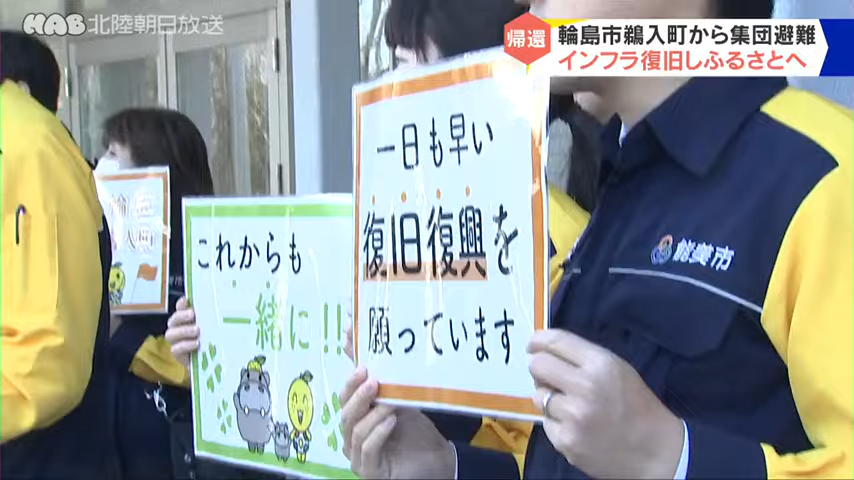 HAB北陸朝日放送
帰還
輪島市鵜入町から集団避難
インフラ復旧しふるさとへ
一日も早い
復旧復興を
願っています
これからも
一緒に!!
入町
能美市